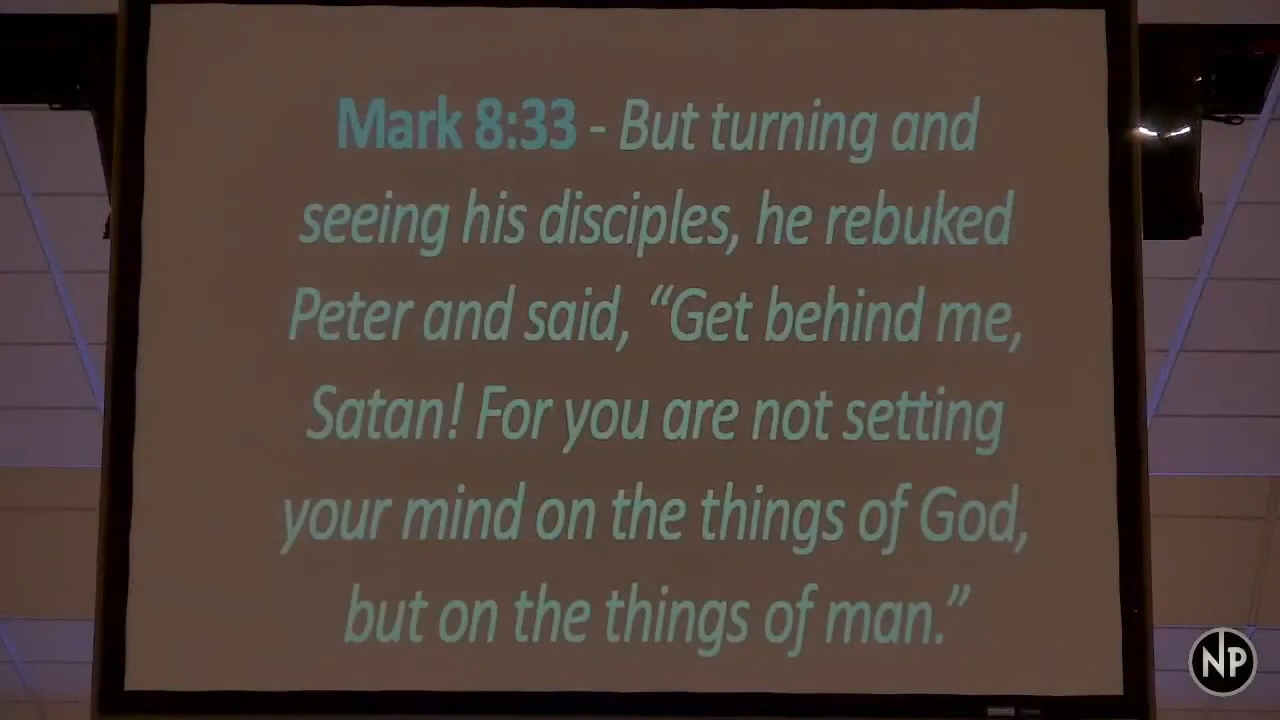 Mark 8:33 - But turning and
seeing his disciples, he rebuked
Peter and said, “Get behind me,
Satan! For you are not setting
your mind on the things of God,
but on the things of man.”
NP